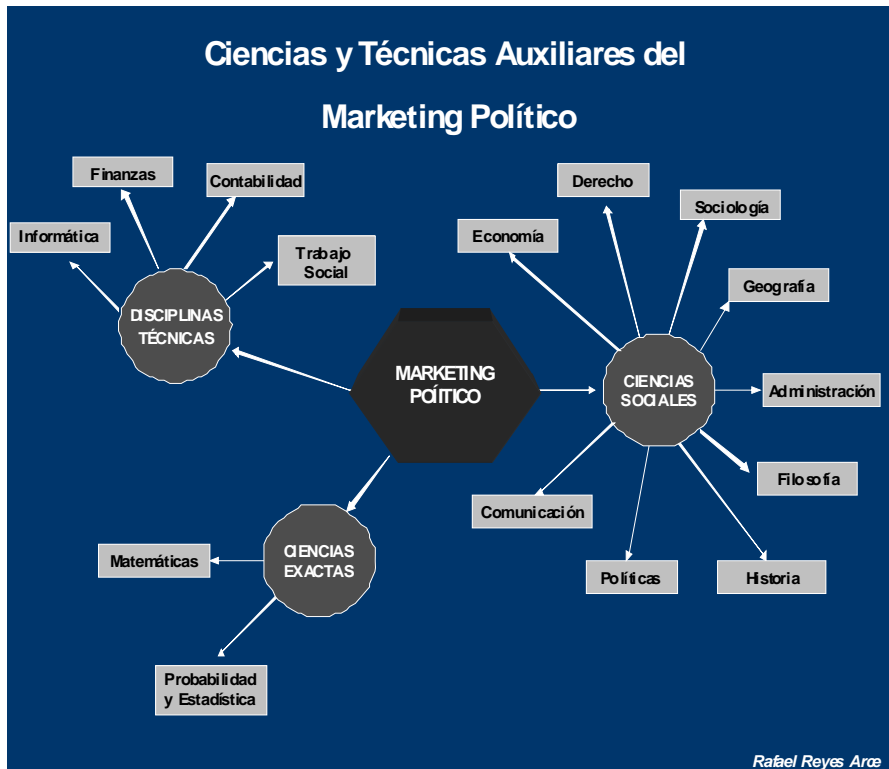 Ciencias y Técnicas Auxiliares del
Marketing Político
Finanzas
Contabilidad
Informática
Trabajo
Social
DISCIPLINAS
TÉCNICAS
Derecho
Sociología
Economía
Geografía
MARKETING
POLÍTICO
CIENCIAS
SOCIALES
Administración
Filosofía
Comunicación
Políticas
Historia
CIENCIAS
EXACTAS
Matemáticas
Probabilidad
y Estadística
Rafael Reyes Arce